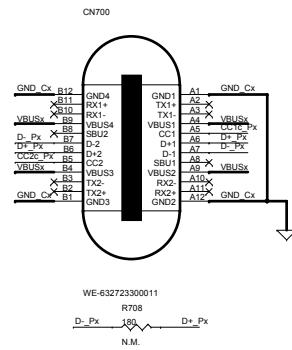 CN700
GND_Cx B12 GND4 GND1 A1 GND_Cx
B11 RX1+ TX1+ A2
B10 RX1- TX1- A3
VBUSx B9 VBUS4 VBUS1 A4 VBUSx
B8 SBU2 CC1 A5 CC1c_Px
D-_Px B7 D-2 D+1 A6 D+_Px
D+_Px B6 D+2 D-1 A7 D-_Px
CC2c_Px B5 CC2 SBU1 A8
VBUSx B4 VBUS3 VBUS2 A9 VBUSx
B3 TX2- RX2- A10
B2 TX2+ RX2+ A11
GND_Cx B1 GND3 GND2 A12 GND_Cx
WE-632723300011
R708
D-_Px 180 D+_Px
N.M.